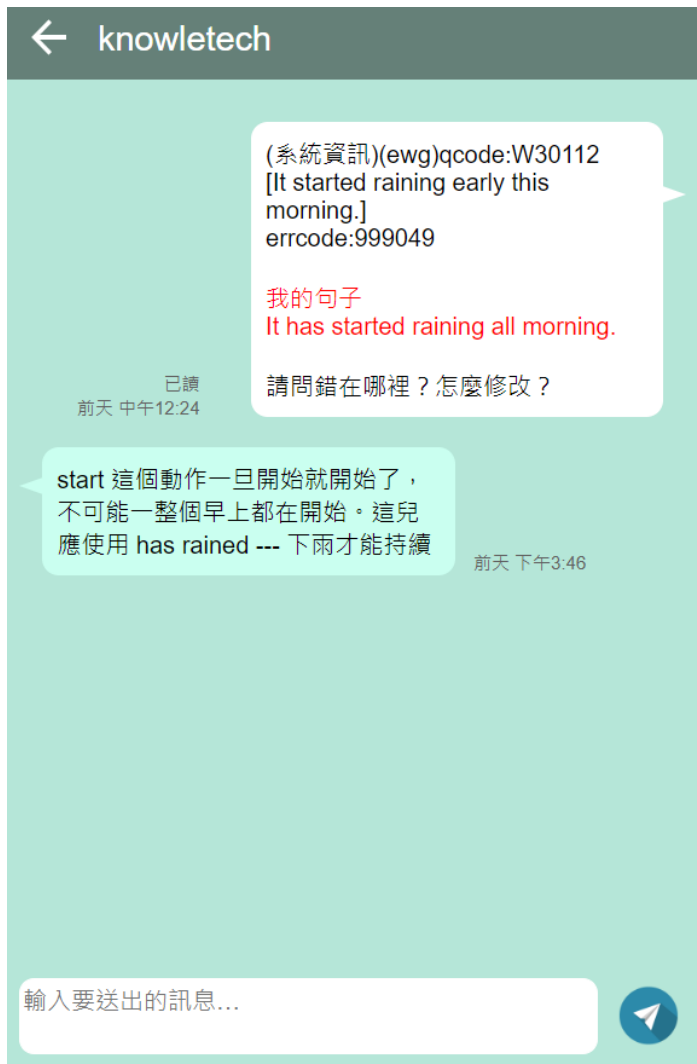 knowletech
(系統資訊)(ewg)qcode:W30112
[It started raining early this
morning.]
errcode:999049
我的句子
It has started raining all morning.
請問錯在哪裡？怎麼修改？
已讀
前天 中午12:24
start 這個動作一旦開始就開始了，
不可能一整個早上都在開始。這兒
應使用 has rained --- 下雨才能持續
前天 下午3:46
輸入要送出的訊息...